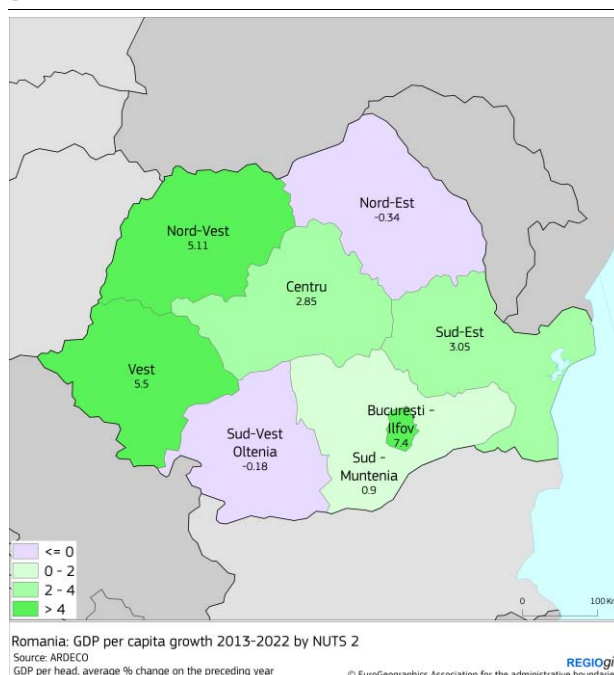 Nord-Est
-0.34
Nord-Vest
5.11
Centru
2.85
Sud-Est
3.05
Vest
5.5
București -
Ilfov
7.4
Sud-Vest
Oltenia
-0.18
Sud -
Muntenia
0.9
<= 0
0 - 2
2 - 4
> 4
0 100 Km
Romania: GDP per capita growth 2013-2022 by NUTS 2
Source: ARDECO
GDP per head, average % change on the preceding year
REGIOgi
© EuroGeographics Association for the administrative boundaries